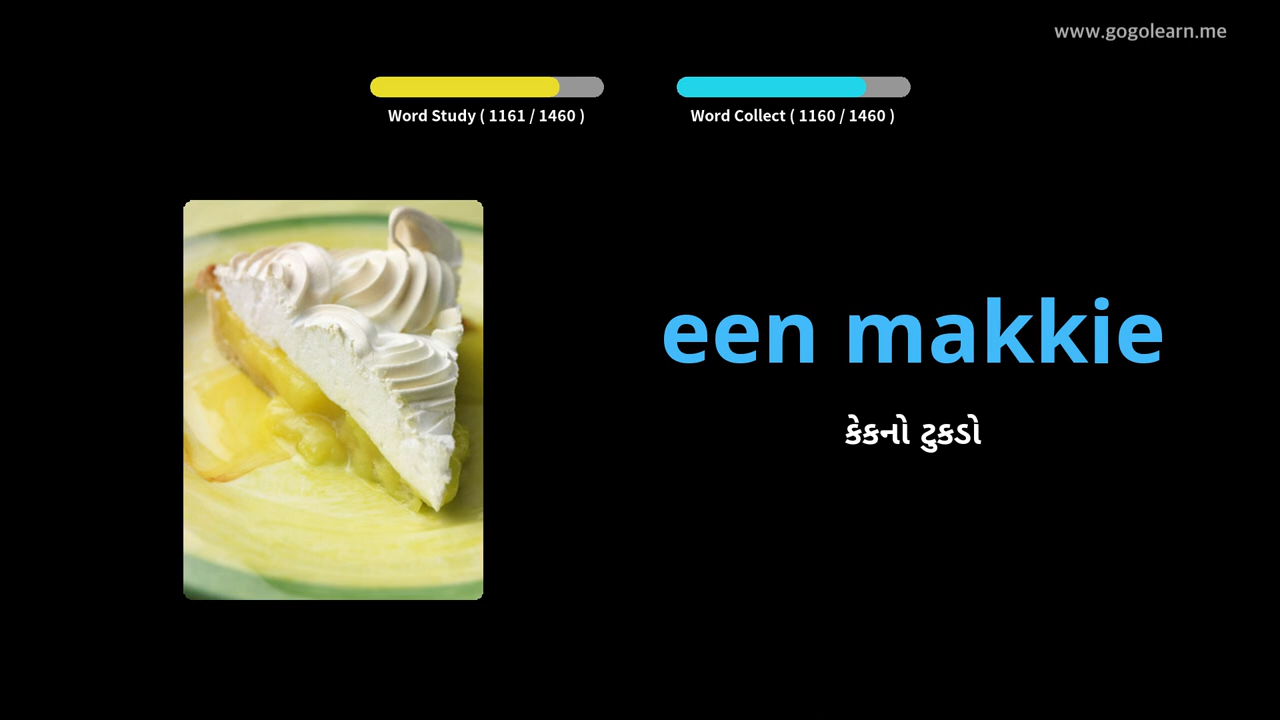 www.gogolearn.me
Word Study ( 1161 / 1460 )
Word Collect ( 1160 / 1460 )
een makkie
કેકનો ટુકડો